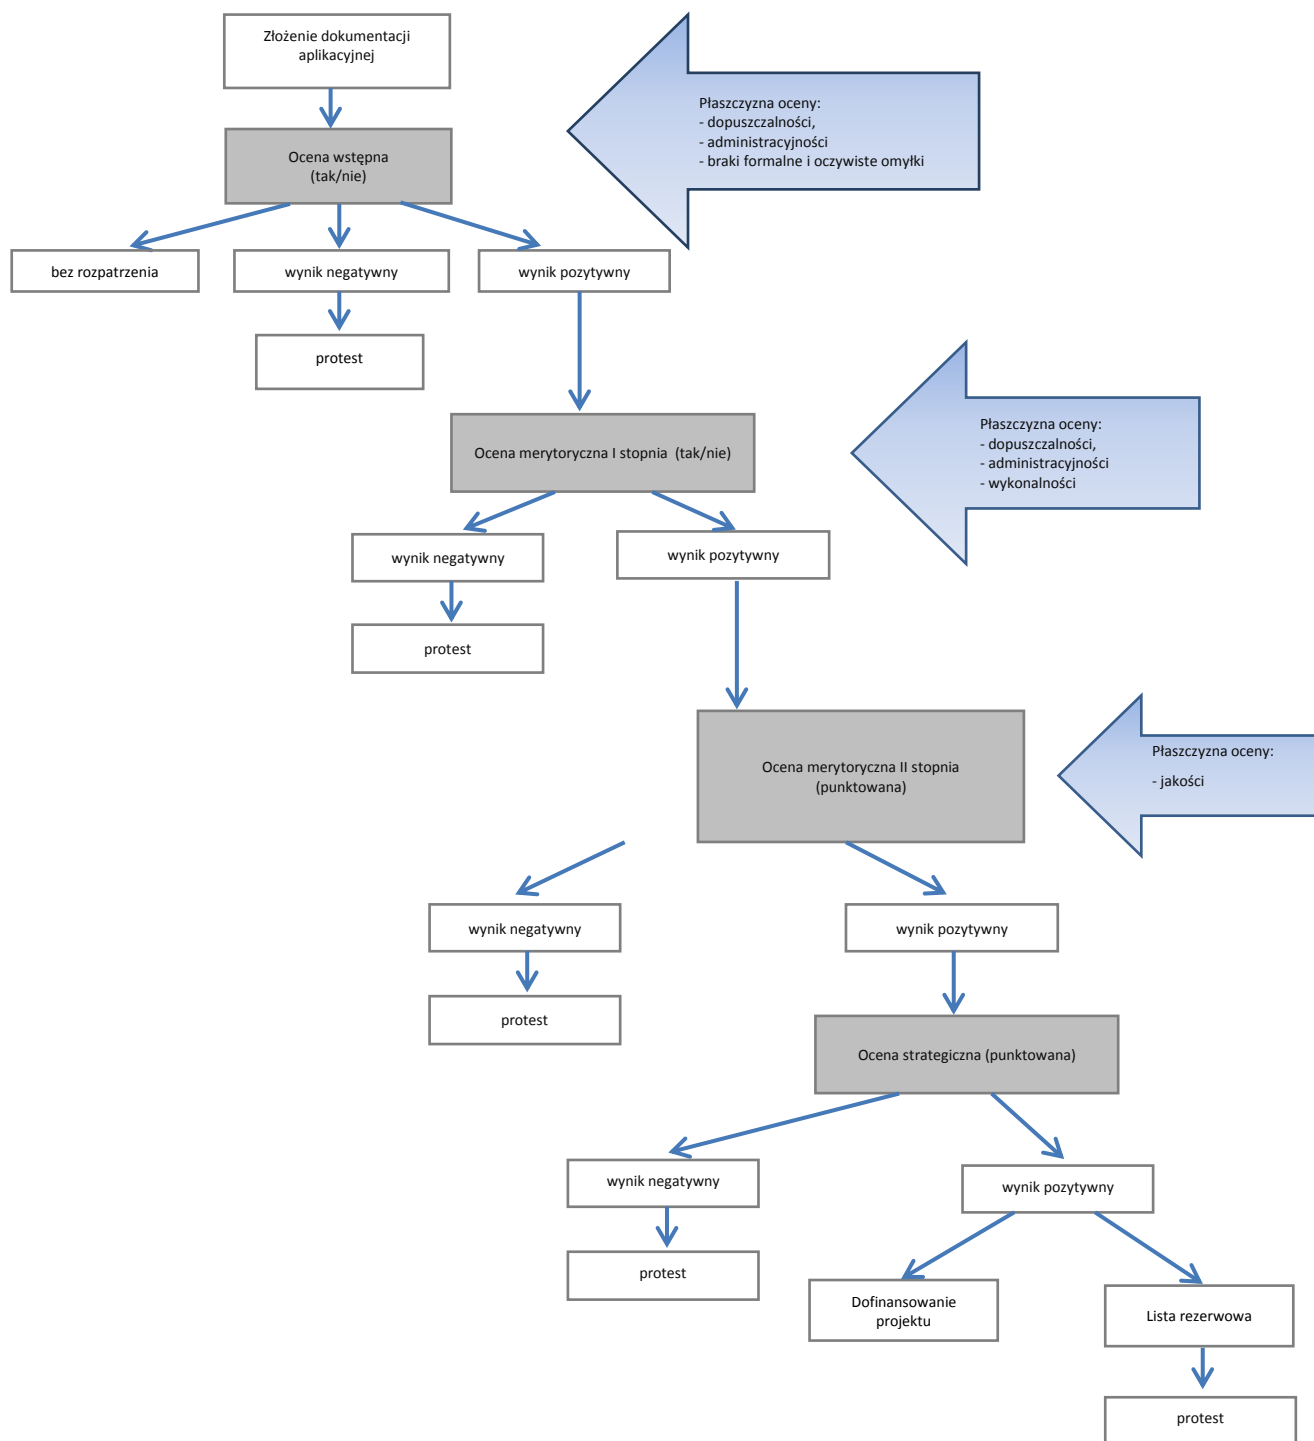 Złożenie dokumentacji
aplikacyjnej
Płaszczyzna oceny:
- dopuszczalności,
- administracyjności
- braki formalne i oczywiste omyłki
Ocena wstępna
(tak/nie)
bez rozpatrzenia
wynik negatywny
wynik pozytywny
protest
Płaszczyzna oceny:
- dopuszczalności,
- administracyjności
- wykonalności
Ocena merytoryczna I stopnia (tak/nie)
wynik negatywny
wynik pozytywny
protest
Płaszczyzna oceny:
- jakości
Ocena merytoryczna II stopnia
(punktowana)
wynik negatywny
wynik pozytywny
protest
Ocena strategiczna (punktowana)
wynik negatywny
wynik pozytywny
protest
Dofinansowanie
projektu
Lista rezerwowa
protest